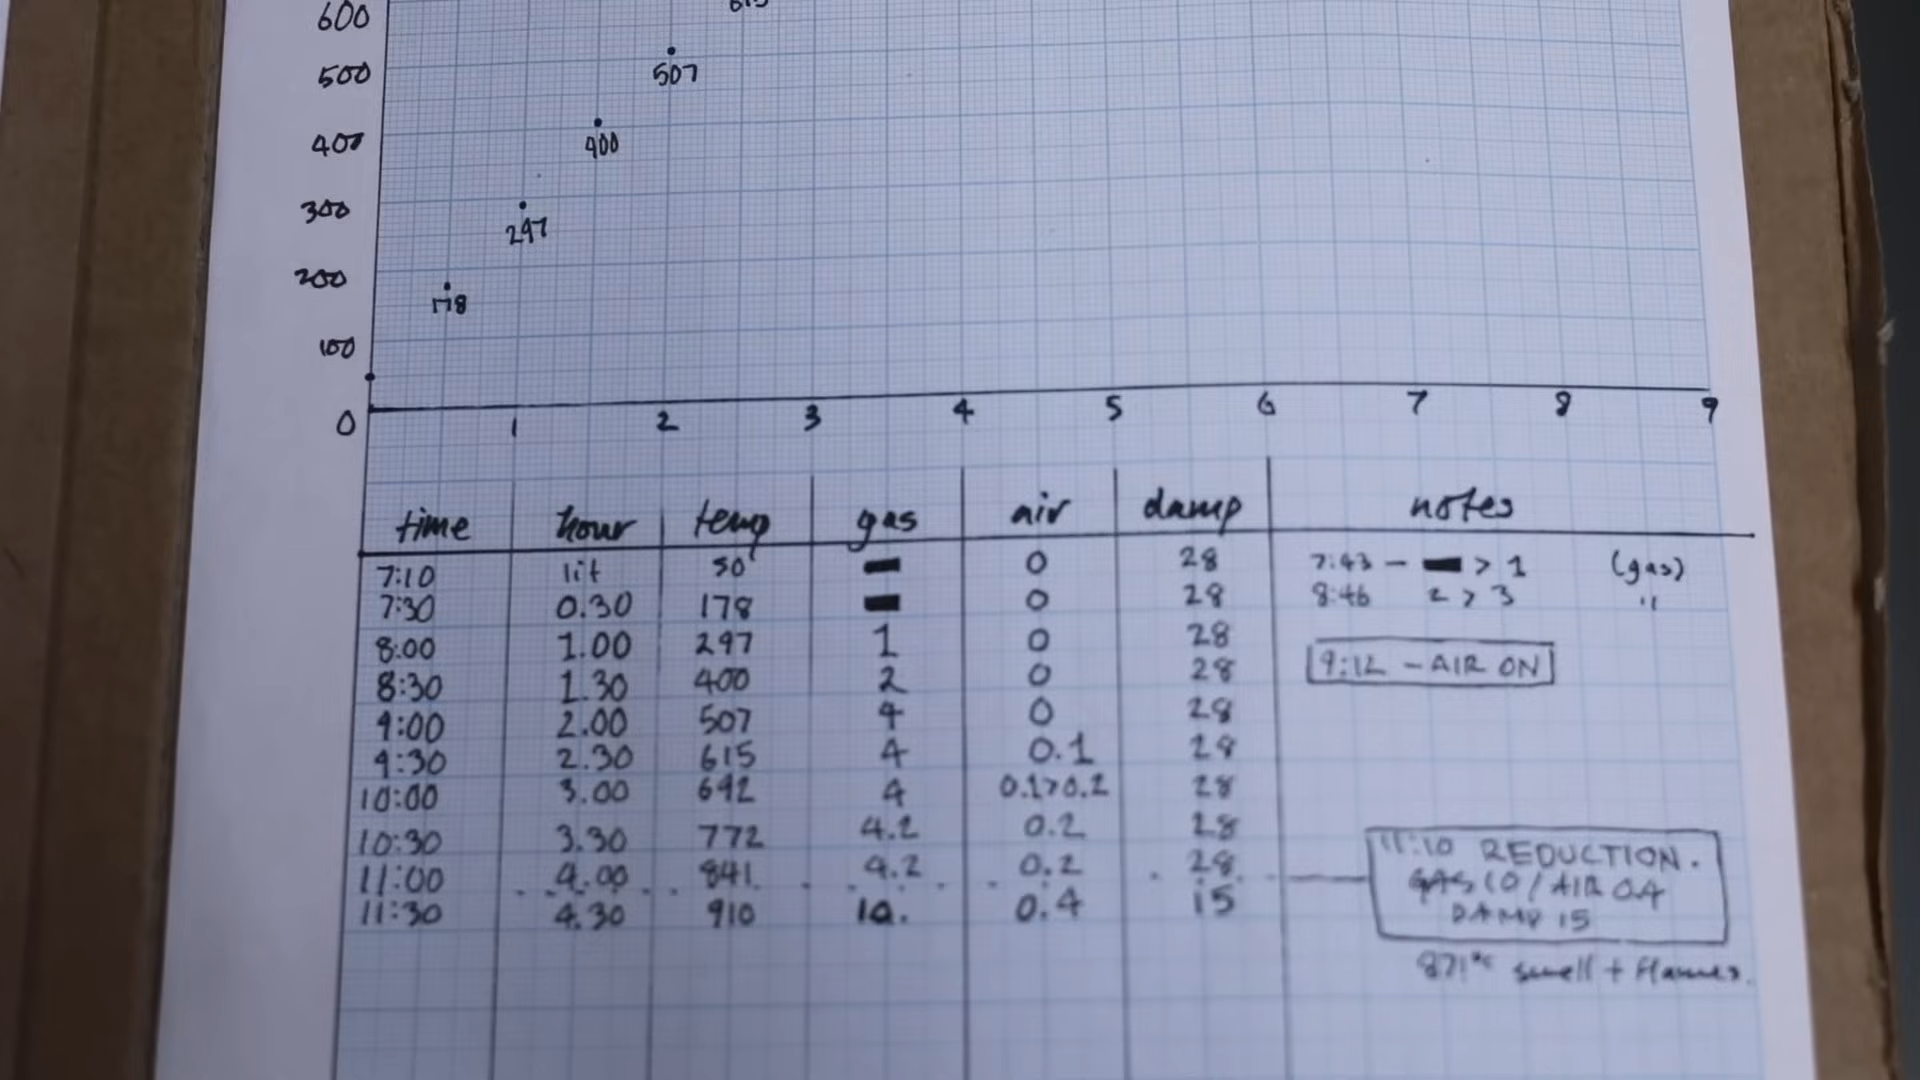 600
615
500
507
400
400
300
297
200
178
100
0 1 2 3 4 5 6 7 8 9
time hour temp gas air damp notes
7:10 lit 50 0 28 7:43 — > 1 (gas)
7:30 0.30 178 0 28 8:46 2 > 3 "
8:00 1.00 297 1 0 28
8:30 1.30 400 2 0 28 9:12 - AIR ON
9:00 2.00 507 4 0 28
9:30 2.30 615 4 0.1 28
10:00 3.00 692 4 0.1>0.2 28
10:30 3.30 772 4.2 0.2 28 11:10 REDUCTION.
11:00 4.00 841 4.2 0.2 28 GAS 10 / AIR 0.4
11:30 4.30 910 10. 0.4 15 DAMP 15
871°c smell + flames.